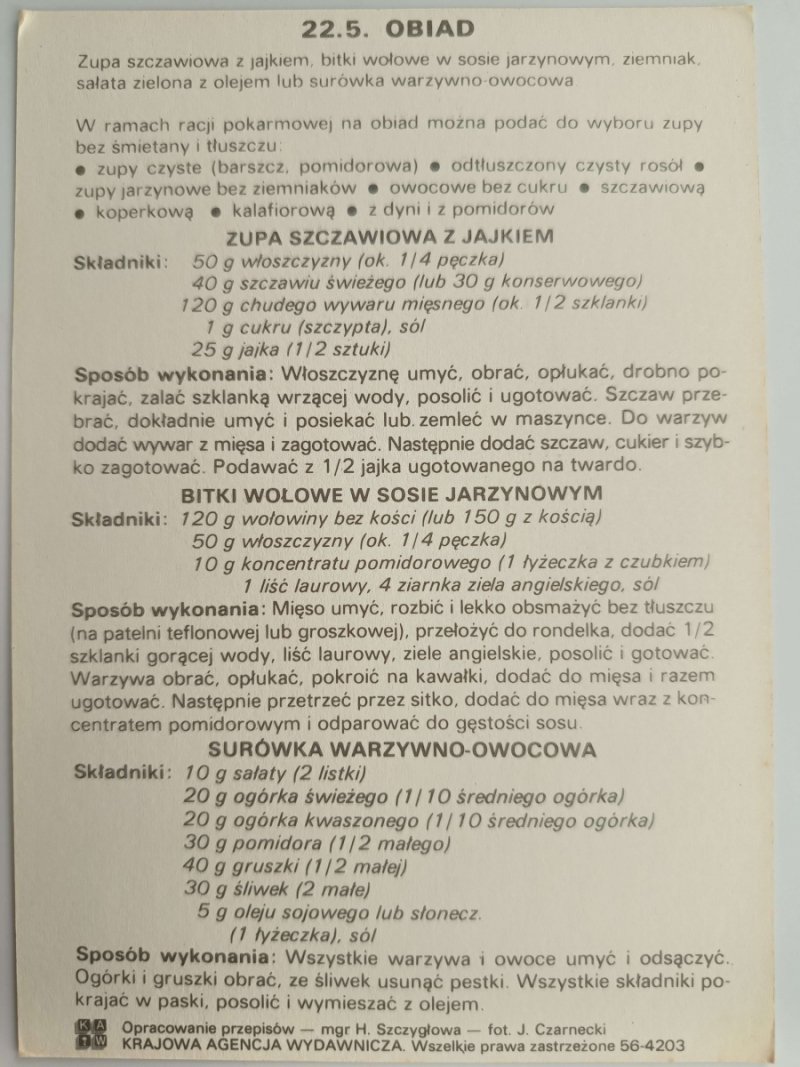 22.5. OBIAD
Zupa szczawiowa z jajkiem, bitki wołowe w sosie jarzynowym, ziemniak,
sałata zielona z olejem lub surówka warzywno-owocowa
W ramach racji pokarmowej na obiad można podać do wyboru zupy
bez śmietany i tłuszczu:
● zupy czyste (barszcz, pomidorowa) ● odtłuszczony czysty rosół ●
zupy jarzynowe bez ziemniaków ● owocowe bez cukru ● szczawiową
● koperkową ● kalafiorową ● z dyni i z pomidorów
ZUPA SZCZAWIOWA Z JAJKIEM
Składniki: 50 g włoszczyzny (ok. 1/4 pęczka)
40 g szczawiu świeżego (lub 30 g konserwowego)
120 g chudego wywaru mięsnego (ok. 1/2 szklanki)
1 g cukru (szczypta), sól
25 g jajka (1/2 sztuki)
Sposób wykonania: Włoszczyznę umyć, obrać, opłukać, drobno po-
krajać, zalać szklanką wrzącej wody, posolić i ugotować. Szczaw prze-
brać, dokładnie umyć i posiekać lub zemleć w maszynce. Do warzyw
dodać wywar z mięsa i zagotować. Następnie dodać szczaw, cukier i szyb-
ko zagotować. Podawać z 1/2 jajka ugotowanego na twardo.
BITKI WOŁOWE W SOSIE JARZYNOWYM
Składniki: 120 g wołowiny bez kości (lub 150 g z kością)
50 g włoszczyzny (ok. 1/4 pęczka)
10 g koncentratu pomidorowego (1 łyżeczka z czubkiem)
1 liść laurowy, 4 ziarnka ziela angielskiego, sól
Sposób wykonania: Mięso umyć, rozbić i lekko obsmażyć bez tłuszczu
(na patelni teflonowej lub groszkowej), przełożyć do rondelka, dodać 1/2
szklanki gorącej wody, liść laurowy, ziele angielskie, posolić i gotować.
Warzywa obrać, opłukać, pokroić na kawałki, dodać do mięsa i razem
ugotować. Następnie przetrzeć przez sitko, dodać do mięsa wraz z kon-
centratem pomidorowym i odparować do gęstości sosu.
SURÓWKA WARZYWNO-OWOCOWA
Składniki: 10 g sałaty (2 listki)
20 g ogórka świeżego (1/10 średniego ogórka)
20 g ogórka kwaszonego (1/10 średniego ogórka)
30 g pomidora (1/2 małego)
40 g gruszki (1/2 małej)
30 g śliwek (2 małe)
5 g oleju sojowego lub słonecz.
(1 łyżeczka), sól
Sposób wykonania: Wszystkie warzywa i owoce umyć i odsączyć.
Ogórki i gruszki obrać, ze śliwek usunąć pestki. Wszystkie składniki po-
krajać w paski, posolić i wymieszać z olejem.
KATW Opracowanie przepisów — mgr H. Szczygłowa — fot. J. Czarnecki
KRAJOWA AGENCJA WYDAWNICZA. Wszelkie prawa zastrzeżone 56-4203